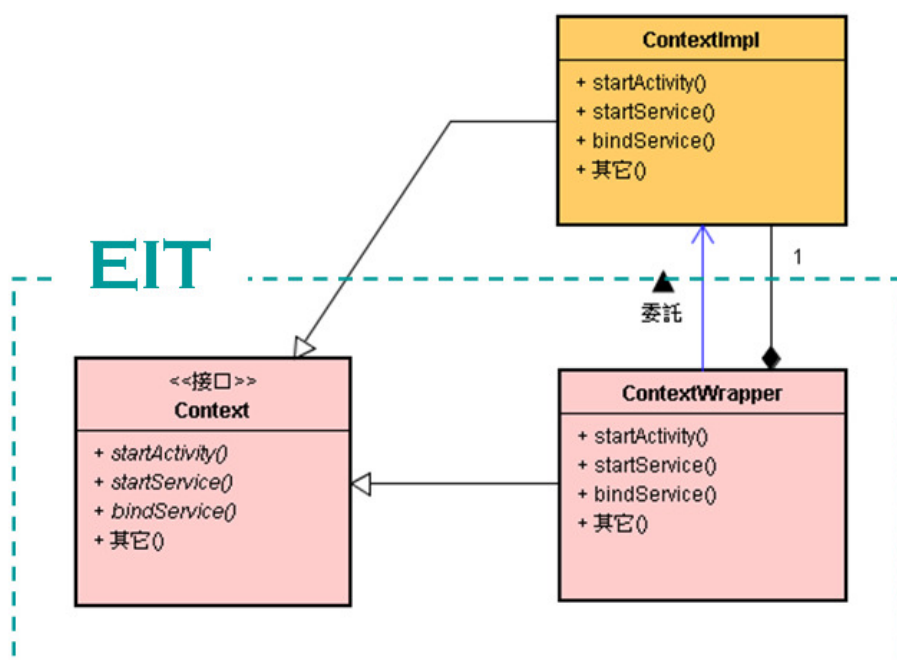 ContextImpl
+ startActivity()
+ startService()
+ bindService()
+ 其它()
EIT
1
▲
委託
<<接口>>
Context
+ startActivity()
+ startService()
+ bindService()
+ 其它()
ContextWrapper
+ startActivity()
+ startService()
+ bindService()
+ 其它()